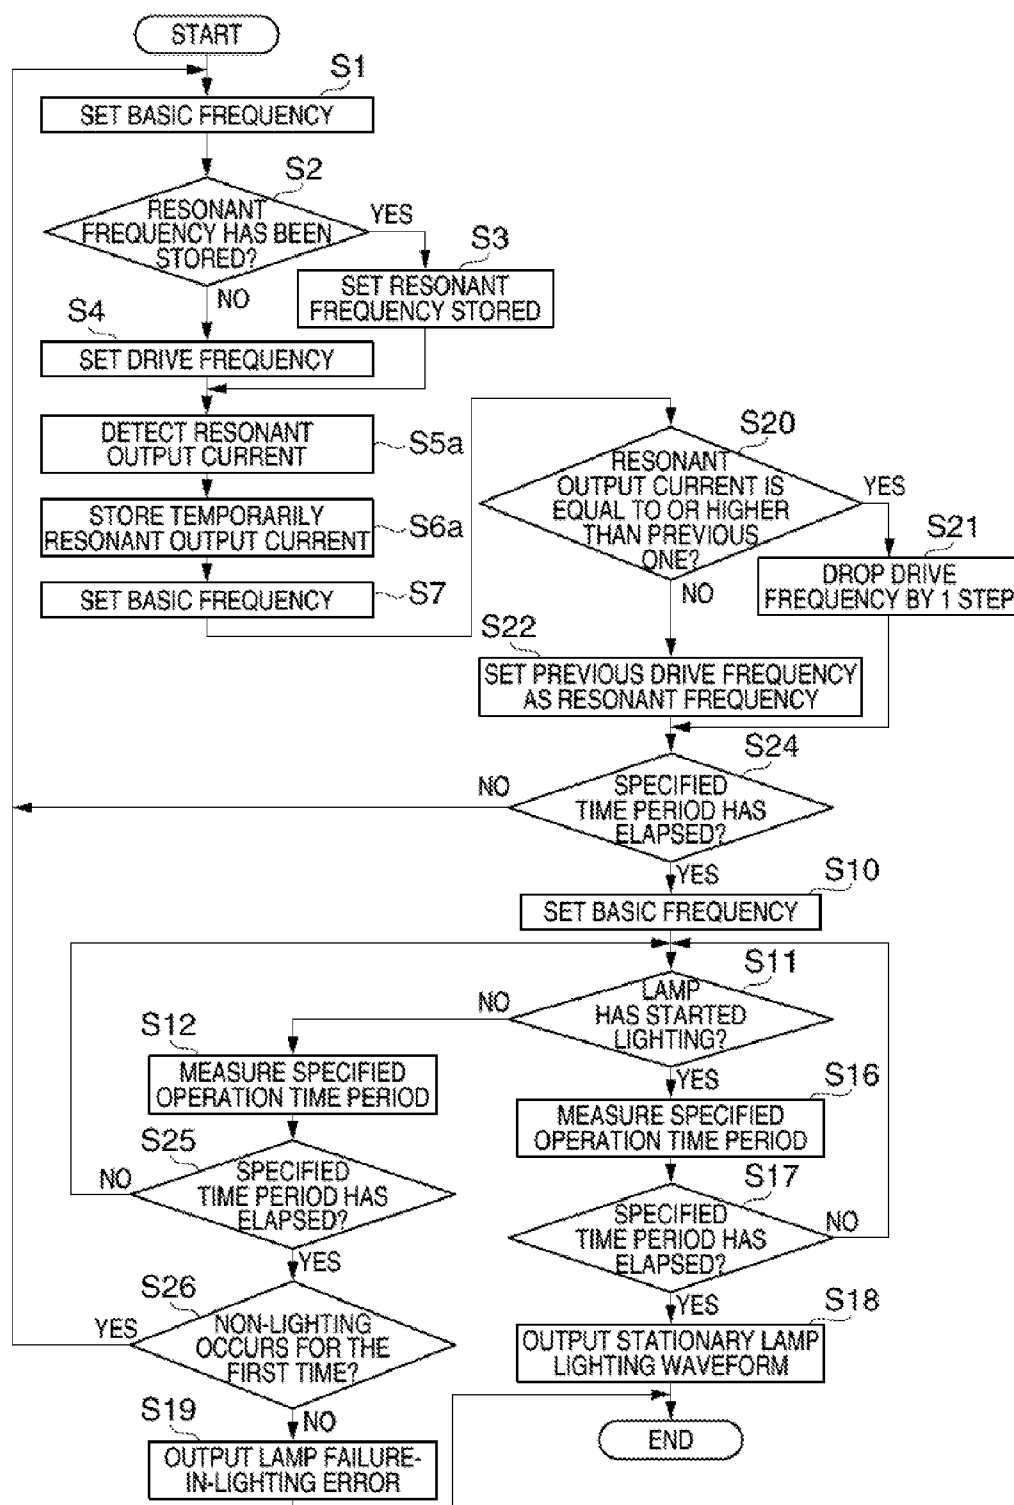 START
S1
SET BASIC FREQUENCY
S2
RESONANT
FREQUENCY HAS BEEN
STORED?
YES
NO
S3
SET RESONANT
FREQUENCY STORED
S4
SET DRIVE FREQUENCY
DETECT RESONANT
OUTPUT CURRENT
S5a
STORE TEMPORARILY
RESONANT OUTPUT CURRENT
S6a
SET BASIC FREQUENCY
S7
S20
RESONANT
OUTPUT CURRENT IS
EQUAL TO OR HIGHER
THAN PREVIOUS
ONE?
YES
NO
S21
DROP DRIVE
FREQUENCY BY 1 STEP
S22
SET PREVIOUS DRIVE FREQUENCY
AS RESONANT FREQUENCY
S24
SPECIFIED
TIME PERIOD HAS
ELAPSED?
NO
YES
S10
SET BASIC FREQUENCY
S11
LAMP
HAS STARTED
LIGHTING?
NO
YES
S12
MEASURE SPECIFIED
OPERATION TIME PERIOD
S25
SPECIFIED
TIME PERIOD HAS
ELAPSED?
NO
YES
S26
NON-LIGHTING
OCCURS FOR THE
FIRST TIME?
YES
NO
S19
OUTPUT LAMP FAILURE-
IN-LIGHTING ERROR
S16
MEASURE SPECIFIED
OPERATION TIME PERIOD
S17
SPECIFIED
TIME PERIOD HAS
ELAPSED?
NO
YES
S18
OUTPUT STATIONARY LAMP
LIGHTING WAVEFORM
END